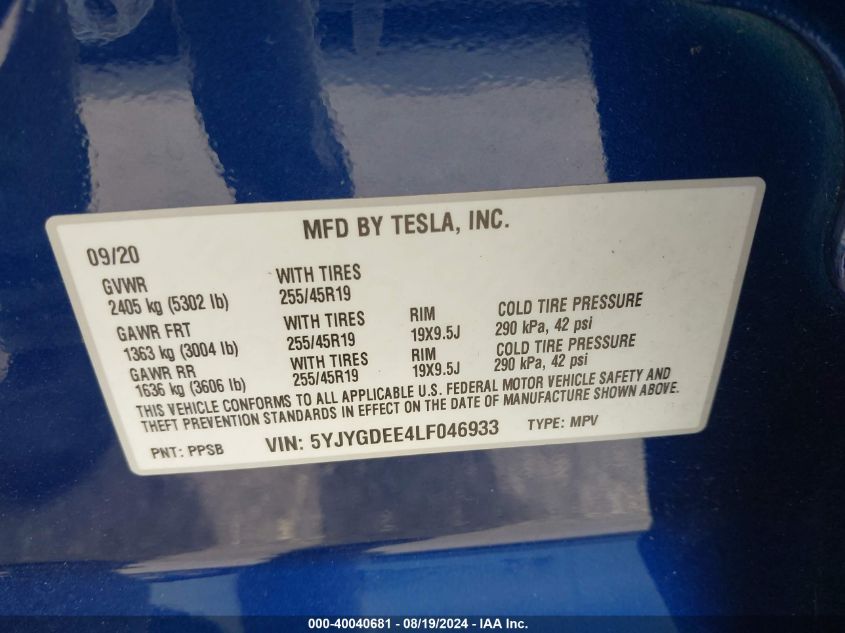 MFD BY TESLA, INC.
09/20
GVWR
2405 kg (5302 lb)
WITH TIRES
255/45R19
GAWR FRT
1363 kg (3004 lb)
WITH TIRES
255/45R19
RIM
19X9.5J
COLD TIRE PRESSURE
290 kPa, 42 psi
GAWR RR
1636 kg (3606 lb)
WITH TIRES
255/45R19
RIM
19X9.5J
COLD TIRE PRESSURE
290 kPa, 42 psi
THIS VEHICLE CONFORMS TO ALL APPLICABLE U.S. FEDERAL MOTOR VEHICLE SAFETY AND
THEFT PREVENTION STANDARDS IN EFFECT ON THE DATE OF MANUFACTURE SHOWN ABOVE.
PNT: PPSB VIN: 5YJYGDEE4LF046933 TYPE: MPV
000-40040681 - 08/19/2024 - IAA Inc.